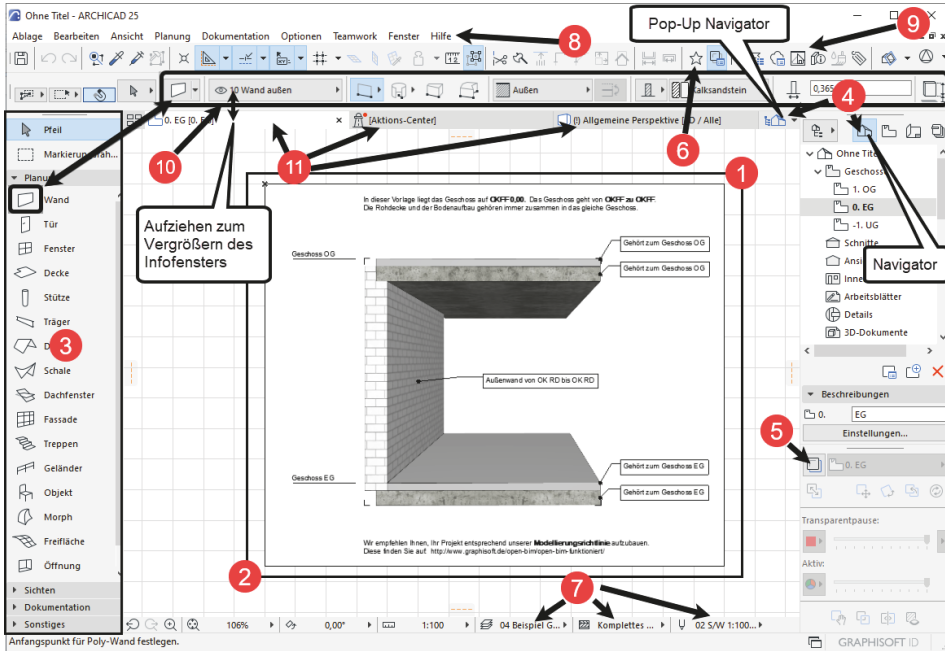 Ohne Titel - ARCHICAD 25
Ablage Bearbeiten Ansicht Planung Dokumentation Optionen Teamwork Fenster Hilfe
8
Pop-Up Navigator
9
10 Wand außen
Außen
Kalksandstein
0,365
4
0. EG [0. EG]
[Aktions-Center]
(!) Allgemeine Perspektive [3D / Alle]
6
10
11
1
Pfeil
Planung
Wand
Tür
Fenster
Decke
Stütze
Träger
3
Schale
Dachfenster
Fassade
Treppen
Geländer
Objekt
Morph
Freifläche
Öffnung
Sichten
Dokumentation
Sonstiges
Aufziehen zum
Vergrößern des
Infofensters
In dieser Vorlage liegt das Geschoss auf OKFF 0,00. Das Geschoss geht von OKFF zu OKFF.
Die Rohdecke und der Bodenaufbau gehören immer zusammen in das gleiche Geschoss.
Geschoss OG
Gehört zum Geschoss OG
Gehört zum Geschoss OG
Außenwand von OK RD bis OK RD
Geschoss EG
Gehört zum Geschoss EG
Gehört zum Geschoss EG
Wir empfehlen Ihnen, Ihr Projekt entsprechend unserer Modellierungsrichtlinie aufzubauen.
Diese finden Sie auf: http://www.graphisoft.de/open-bim/open-bim-funktioniert/
2
7
Ohne Titel
Geschosse
1. OG
0. EG
-1. UG
Schnitte
Navigator
Arbeitsblätter
Details
3D-Dokumente
Beschreibungen
0. EG
Einstellungen...
5
0. EG
Transparentpause:
Aktiv:
106% 0,00° 1:100 04 Beispiel G... Komplettes ... 02 S/W 1:100...
Anfangspunkt für Poly-Wand festlegen.
GRAPHISOFT ID